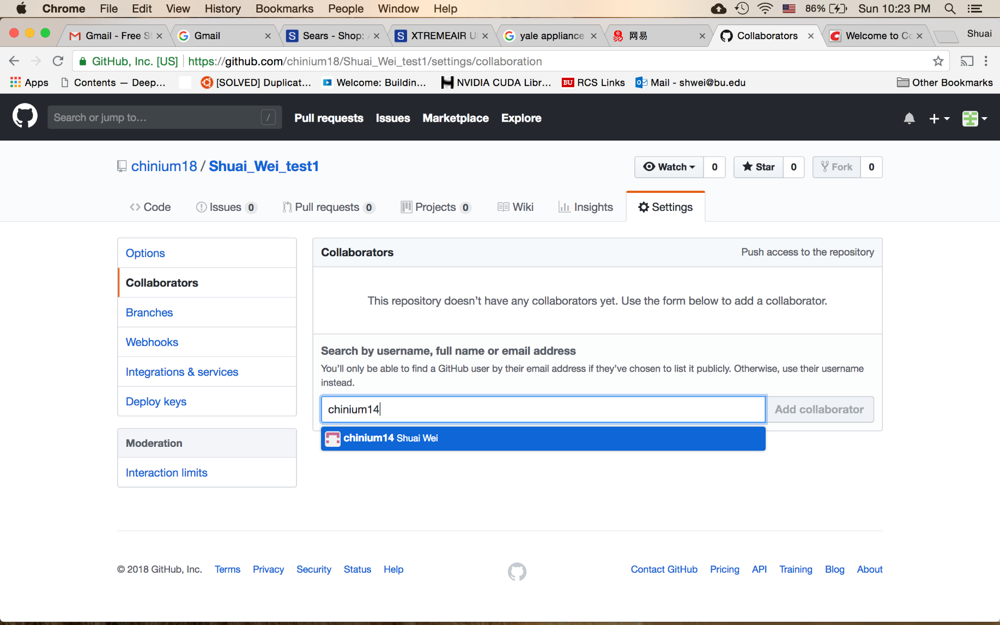 Chrome File Edit View History Bookmarks People Window Help 86% Sun 10:23 PM
Gmail - Free S Gmail Sears - Shop: XTREMEAIR U yale appliance 网易 Collaborators Welcome to Co Shuai
GitHub, Inc. [US] https://github.com/chinium18/Shuai_Wei_test1/settings/collaboration
Apps Contents — Deep... [SOLVED] Duplicat... Welcome: Buildin... NVIDIA CUDA Libr... BU RCS Links Mail - shwei@bu.edu Other Bookmarks
Search or jump to... / Pull requests Issues Marketplace Explore
chinium18 / Shuai_Wei_test1 Watch 0 Star 0 Fork 0
Code Issues 0 Pull requests 0 Projects 0 Wiki Insights Settings
Options
Collaborators
Branches
Webhooks
Integrations & services
Deploy keys
Moderation
Interaction limits
Collaborators Push access to the repository
This repository doesn’t have any collaborators yet. Use the form below to add a collaborator.
Search by username, full name or email address
You’ll only be able to find a GitHub user by their email address if they’ve chosen to list it publicly. Otherwise, use their username
instead.
chinium14 Add collaborator
chinium14 Shuai Wei
© 2018 GitHub, Inc. Terms Privacy Security Status Help Contact GitHub Pricing API Training Blog About